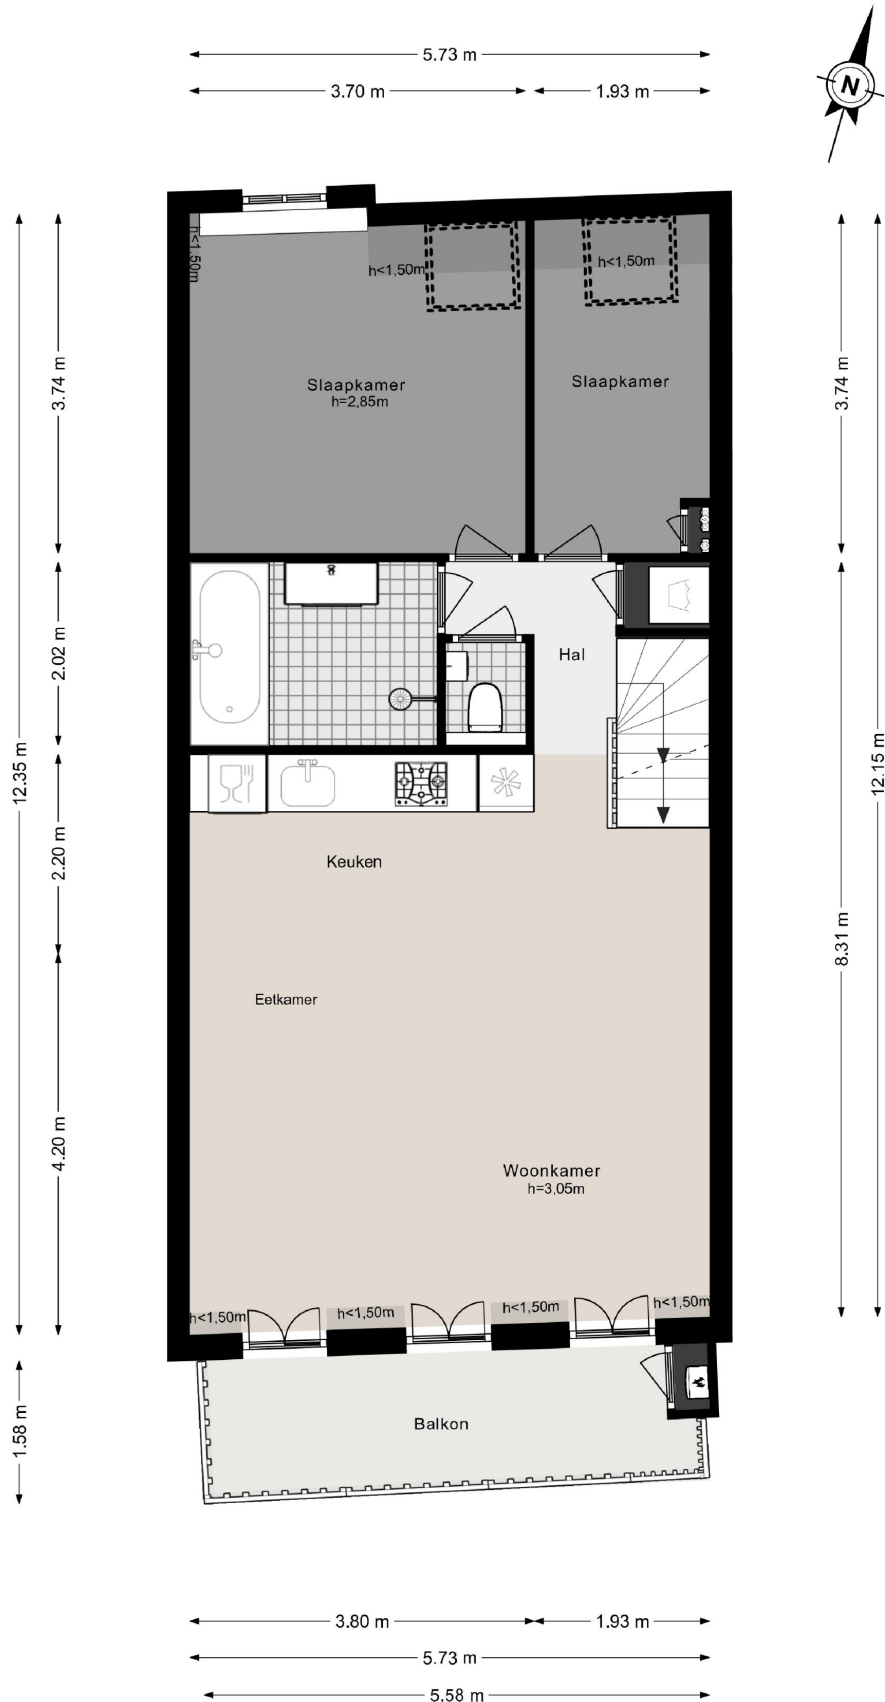 5.73 m
3.70 m
1.93 m
N
h<1,50m
h<1,50m
h<1,50m
Slaapkamer
h=2,85m
Slaapkamer
3.74 m
3.74 m
2.02 m
Hal
12.35 m
12.15 m
2.20 m
Keuken
8.31 m
Eetkamer
4.20 m
Woonkamer
h=3,05m
h<1,50m
h<1,50m
h<1,50m
h<1,50m
1.58 m
Balkon
3.80 m
1.93 m
5.73 m
5.58 m